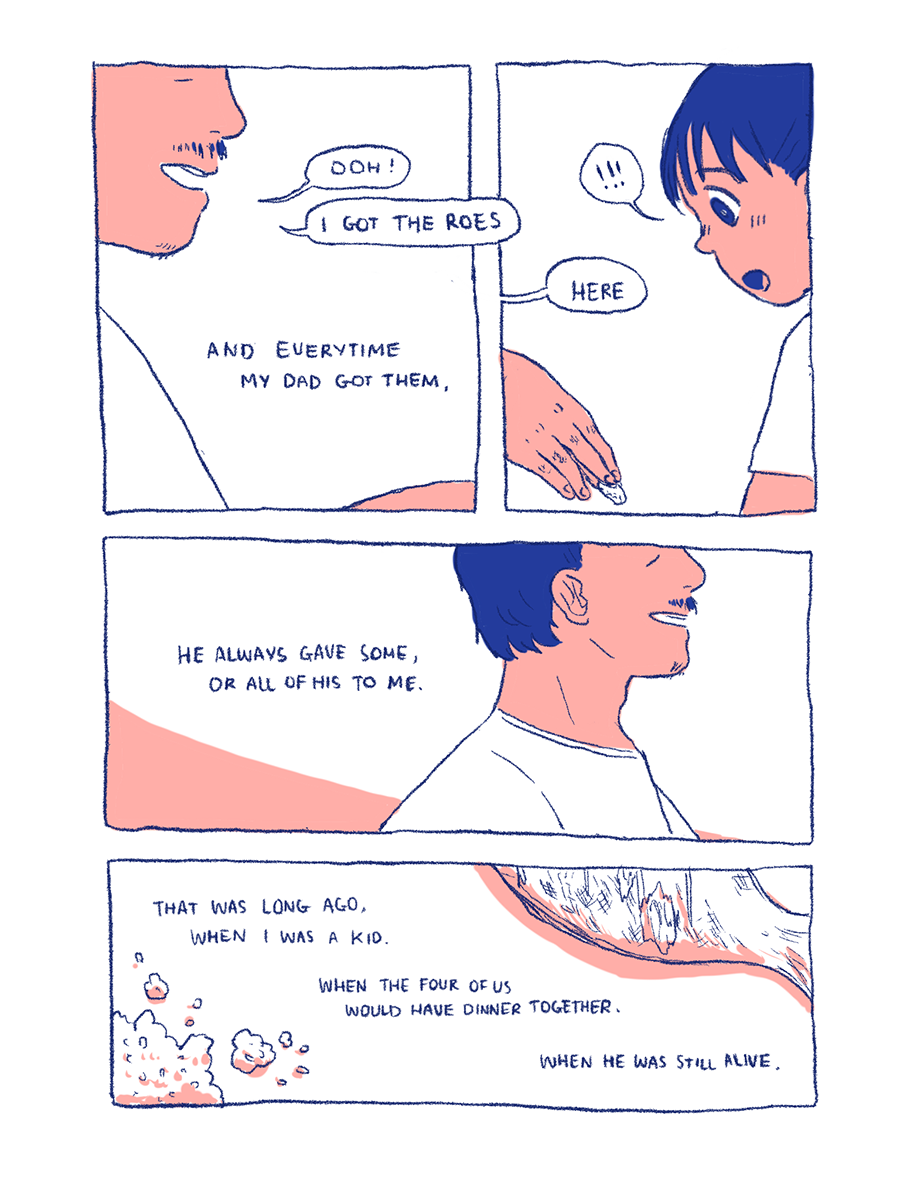 OOH!
I GOT THE ROES
AND EVERYTIME
MY DAD GOT THEM,
!!!
HERE
HE ALWAYS GAVE SOME,
OR ALL OF HIS TO ME.
THAT WAS LONG AGO,
WHEN I WAS A KID.
WHEN THE FOUR OF US
WOULD HAVE DINNER TOGETHER.
WHEN HE WAS STILL ALIVE.